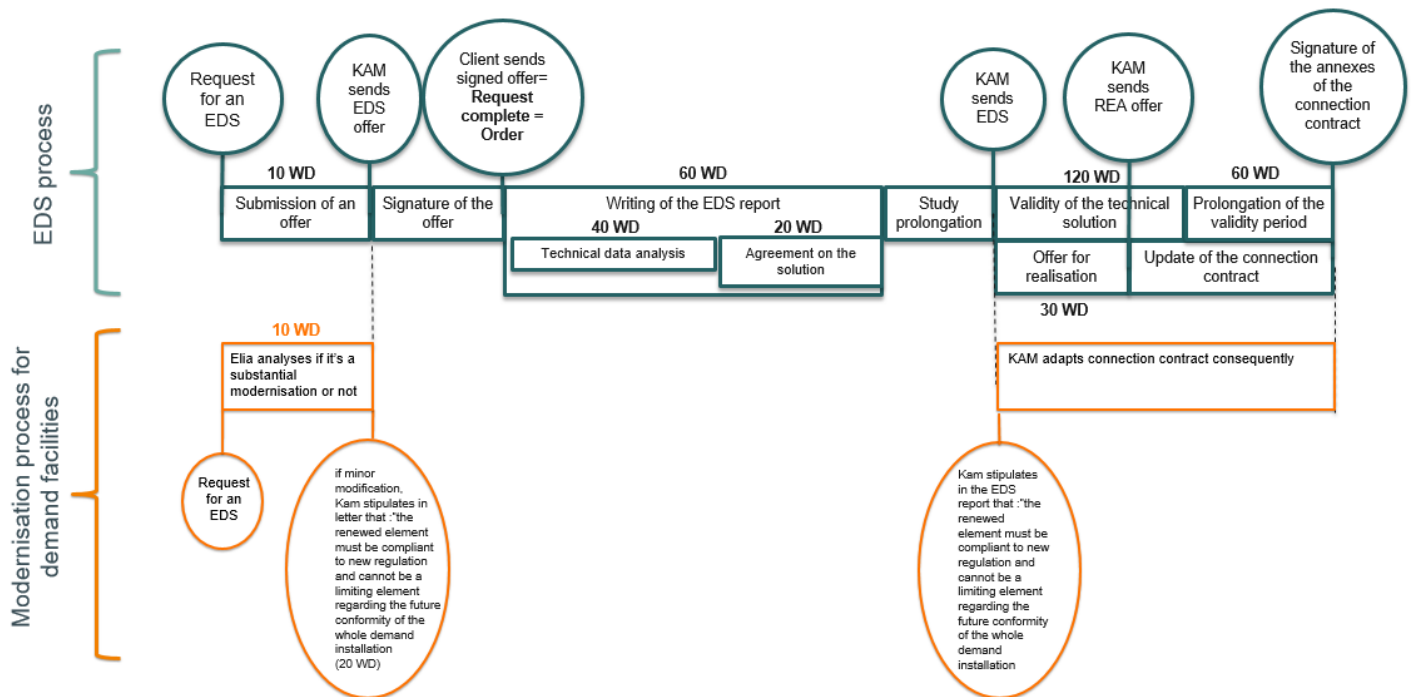 EDS process
Request
for an
EDS
KAM
sends
EDS
offer
Client sends
signed offer=
Request
complete =
Order
KAM
sends
EDS
KAM
sends
REA offer
Signature of
the annexes
of the
connection
contract
10 WD
60 WD
120 WD
60 WD
Submission of an
offer
Signature of the
offer
Writing of the EDS report
40 WD
20 WD
Technical data analysis
Agreement on the
solution
Study
prolongation
Validity of the technical
solution
Prolongation of the
validity period
Offer for
realisation
Update of the connection
contract
30 WD
Modernisation process for
demand facilities
10 WD
Elia analyses if it's a
substantial
modernisation or not
KAM adapts connection contract consequently
Request
for an
EDS
if minor
modification,
Kam stipulates in
letter that :"the
renewed element
must be compliant
to new regulation
and cannot be a
limiting element
regarding the future
conformity of the
whole demand
installation
(20 WD)
Kam stipulates
in the EDS
report that :"the
renewed
element must be
compliant to new
regulation and
cannot be a
limiting element
regarding the
future conformity
of the whole
demand
installation